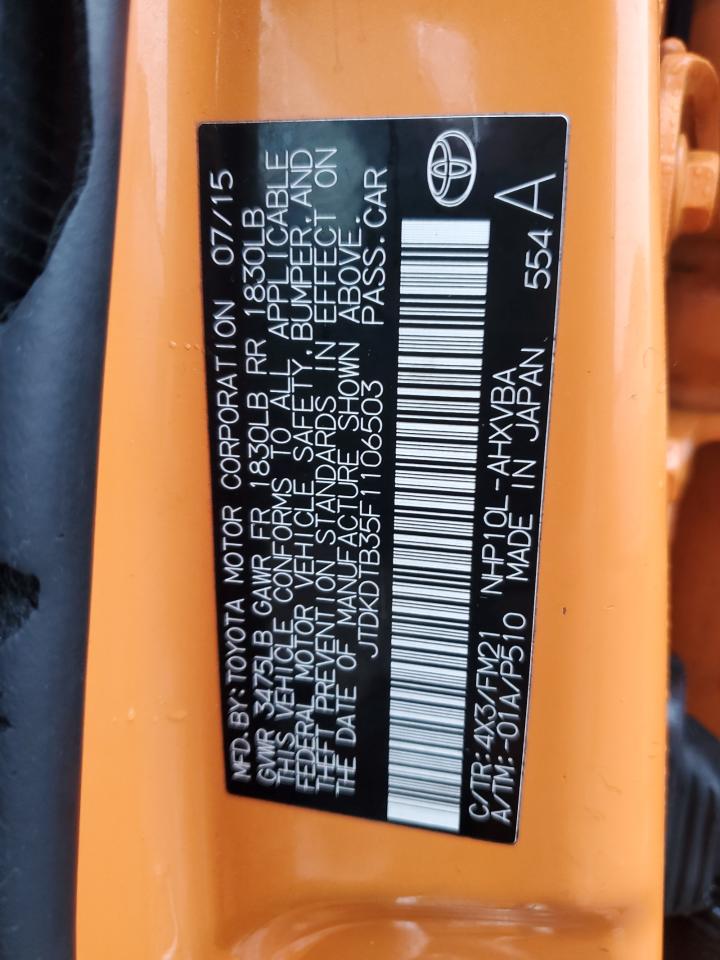 MFD.BY:TOYOTA MOTOR CORPORATION 07/15
GVWR 3475LB GAWR FR 1830LB RR 1830LB
THIS VEHICLE CONFORMS TO ALL APPLICABLE
FEDERAL MOTOR VEHICLE SAFETY,BUMPER,AND
THEFT PREVENTION STANDARDS IN EFFECT ON
THE DATE OF MANUFACTURE SHOWN ABOVE.
JTDKDTB35F1106503 PASS.CAR
C/TR:4X3/FM21 NHP10L-AHXVBA
A/TM:-01A/P510 MADE IN JAPAN 554A